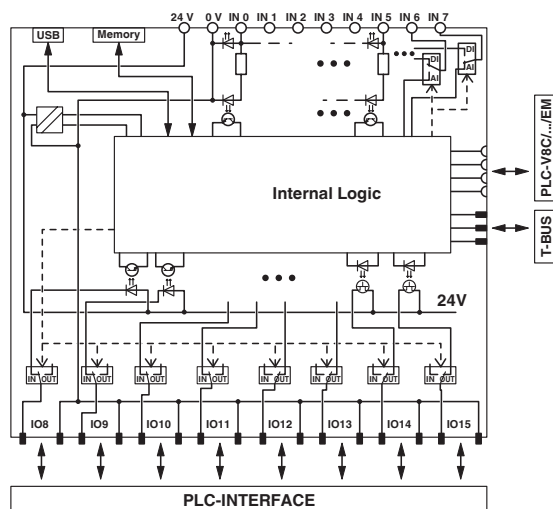 24 V 0 V IN 0 IN 1 IN 2 IN 3 IN 4 IN 5 IN 6 IN 7
USB Memory
DI
AI
DI
AI
PLC-V8C/.../EM
Internal Logic
T-BUS
24V
IN OUT IN OUT IN OUT IN OUT IN OUT IN OUT IN OUT IN OUT
IO8 IO9 IO10 IO11 IO12 IO13 IO14 IO15
PLC-INTERFACE